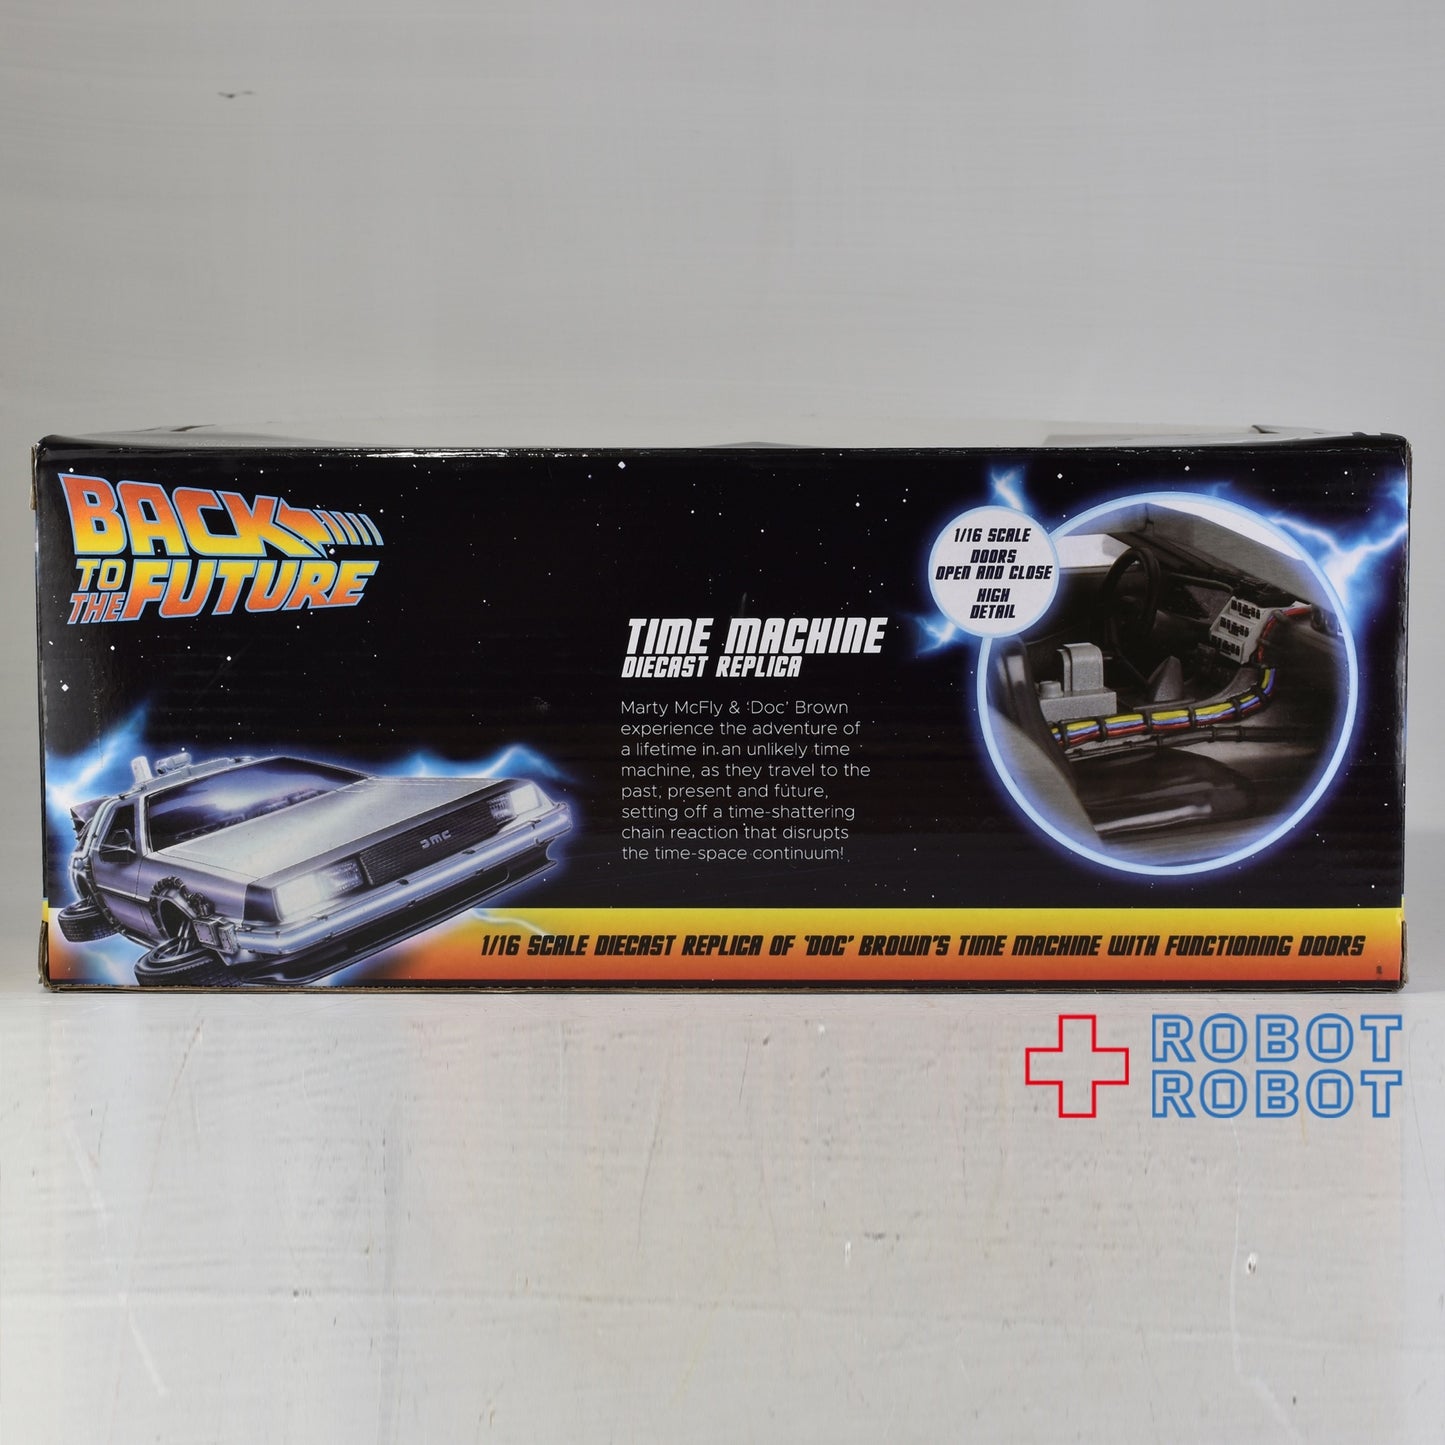 BACK
TO THE FUTURE
TIME MACHINE
DIECAST REPLICA
Marty McFly & 'Doc' Brown
experience the adventure of
a lifetime in an unlikely time
machine, as they travel to the
past, present and future,
setting off a time-shattering
chain reaction that disrupts
the time-space continuum!
1/16 SCALE
DOORS
OPEN AND CLOSE
HIGH
DETAIL
DMC
1/16 SCALE DIECAST REPLICA OF 'DOC' BROWN'S TIME MACHINE WITH FUNCTIONING DOORS
ROBOT
ROBOT